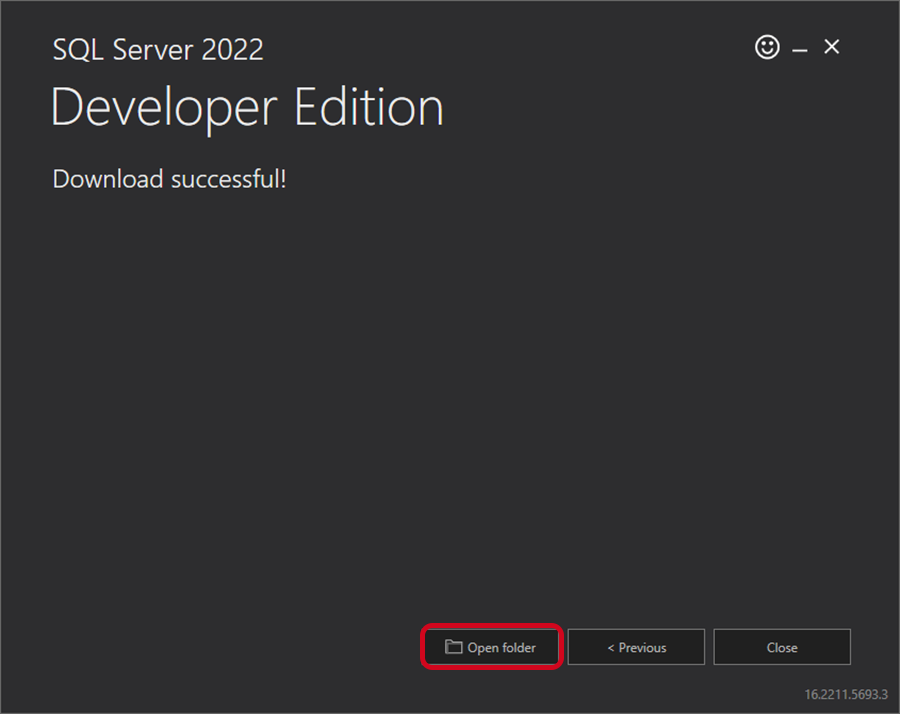 SQL Server 2022
Developer Edition
Download successful!
Open folder
< Previous
Close
16.2211.5693.3